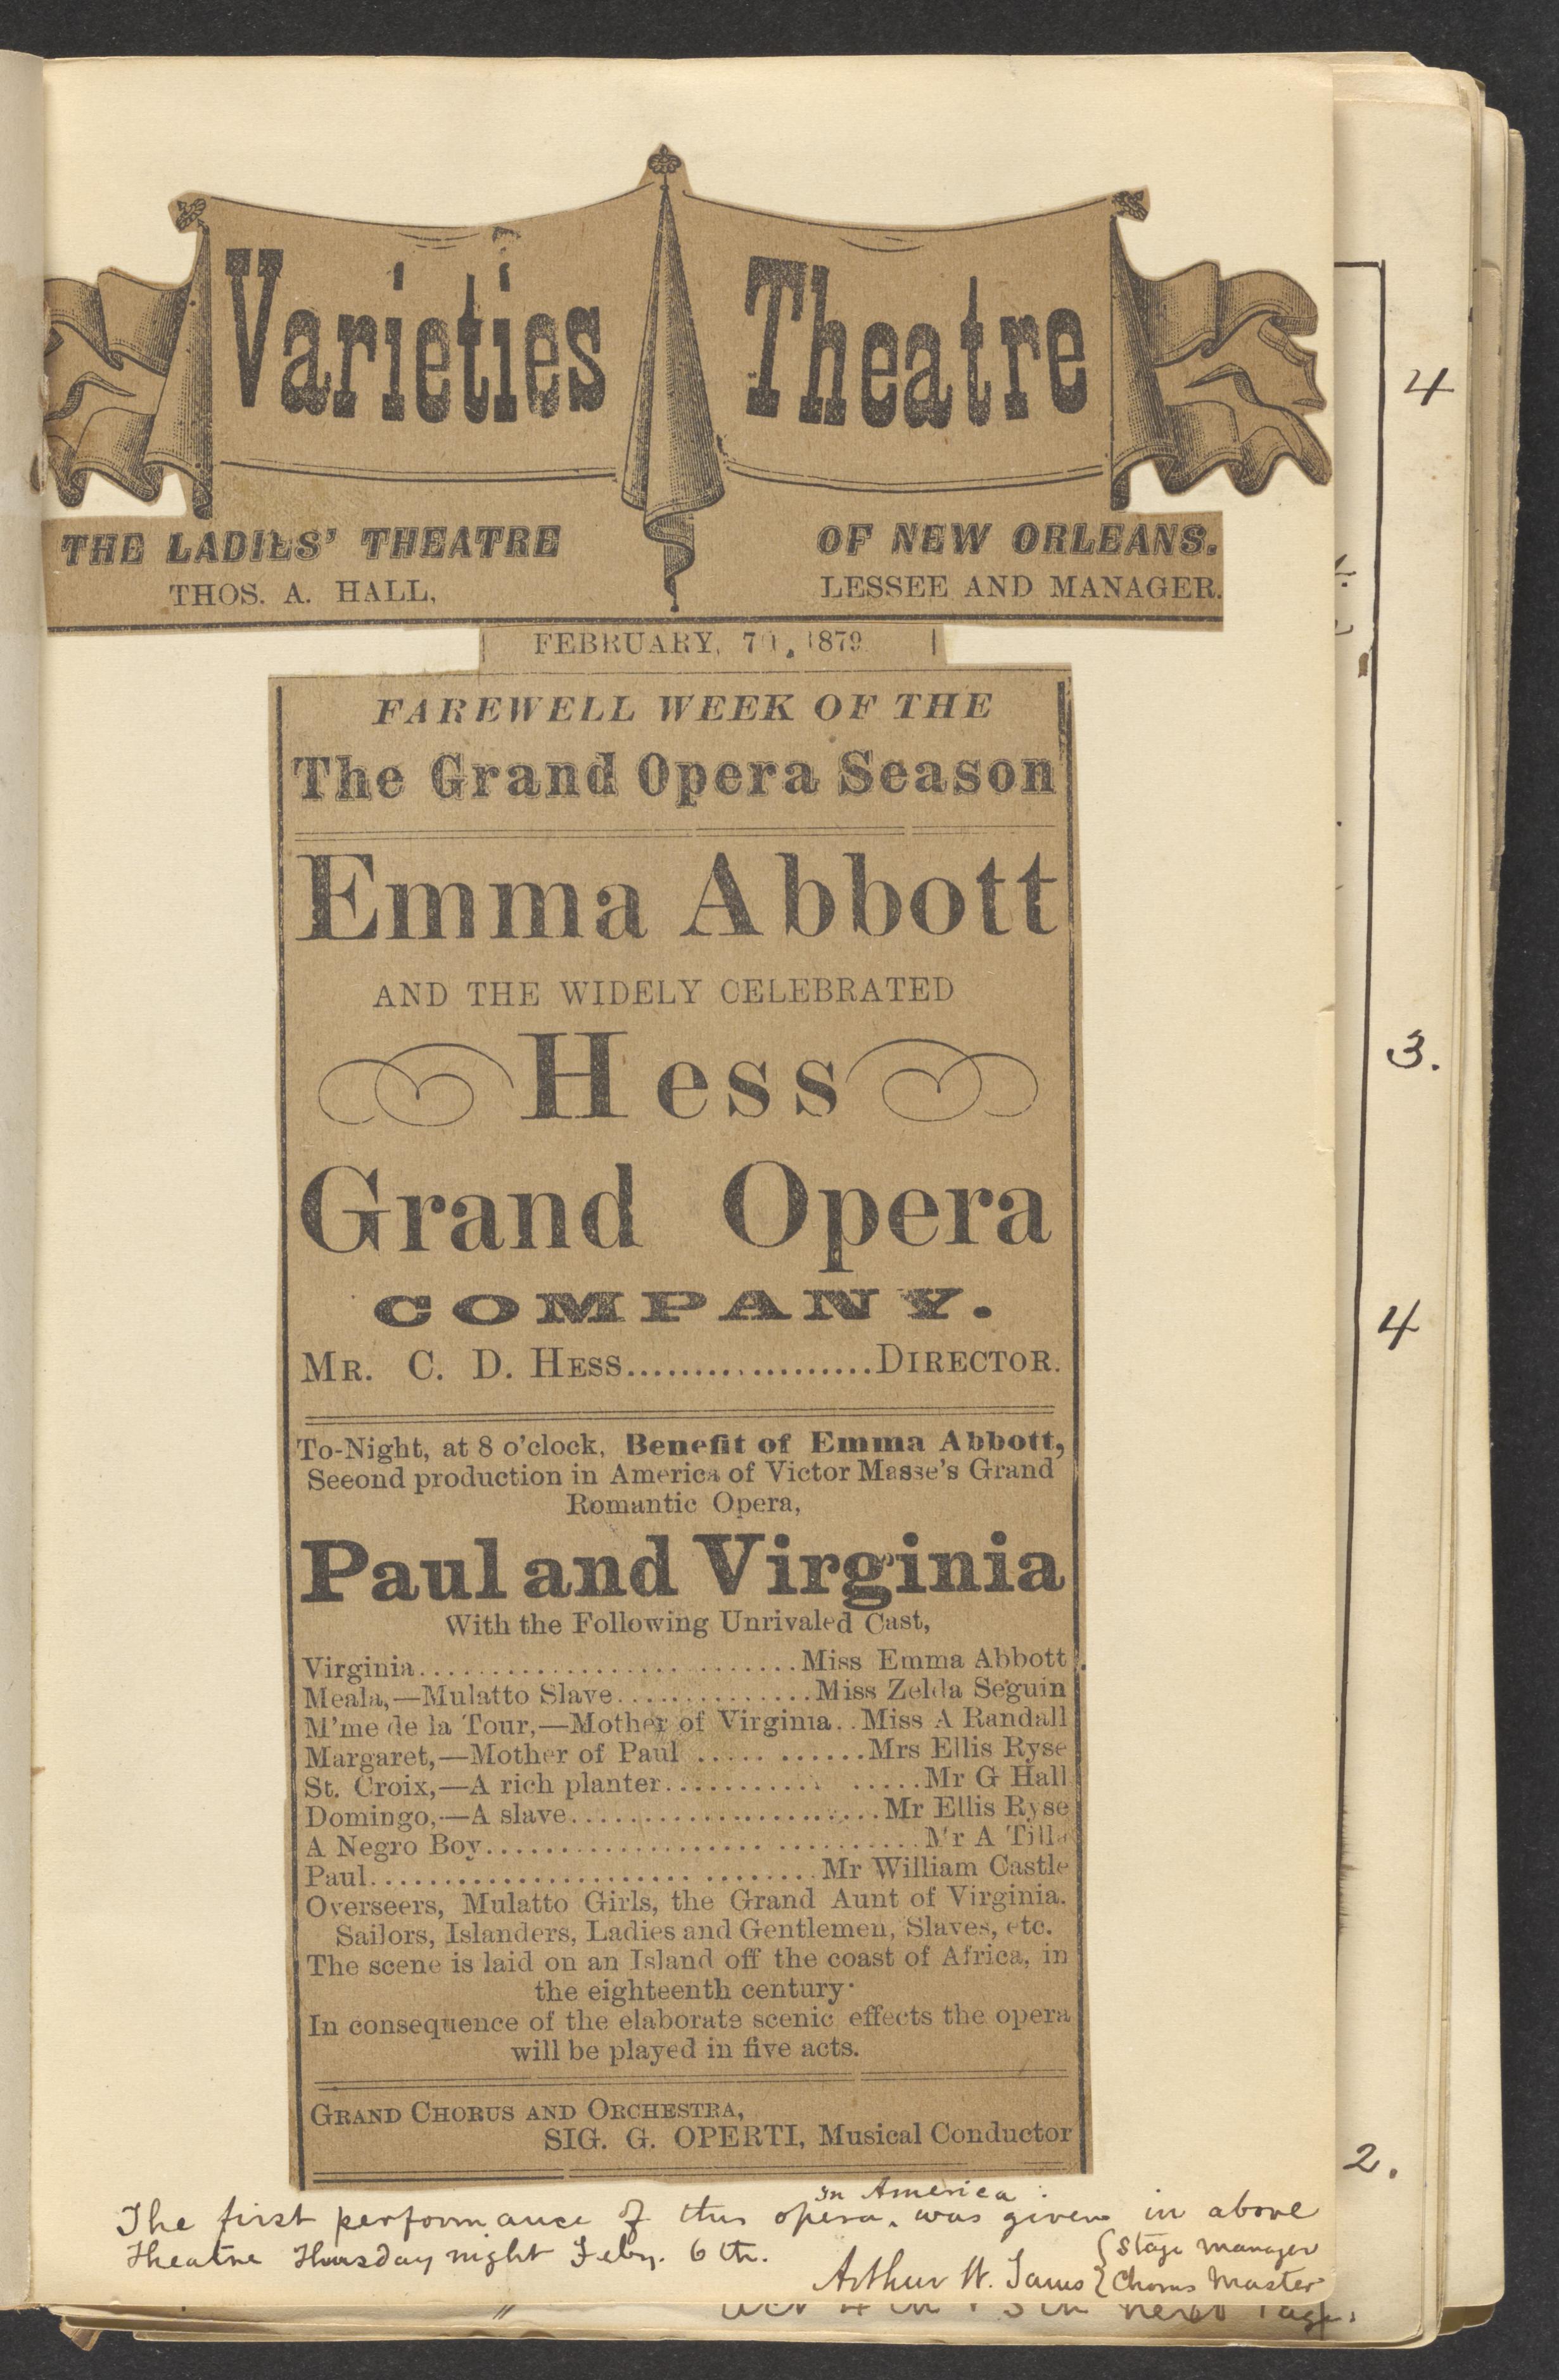 Varieties Theatre
THE LADIES' THEATRE OF NEW ORLEANS.
THOS. A. HALL, LESSEE AND MANAGER.
FEBRUARY, 7 1879
FAREWELL WEEK OF THE
The Grand Opera Season
Emma Abbott
AND THE WIDELY CELEBRATED
Hess
Grand Opera
COMPANY.
MR. C. D. HESS..................DIRECTOR.
To-Night, at 8 o'clock, Benefit of Emma Abbott,
Seeond production in America of Victor Masse's Grand
Romantic Opera,
Paul and Virginia
With the Following Unrivaled Cast,
Virginia..........................Miss Emma Abbott
Meala,—Mulatto Slave..............Miss Zelda Seguin
M'me de la Tour,—Mother of Virginia..Miss A Randall
Margaret,—Mother of Paul ...........Mrs Ellis Ryse
St. Croix,—A rich planter................Mr G Hall
Domingo,—A slave.....................Mr Ellis Ryse
A Negro Boy.............................Mr A Tilla
Paul..............................Mr William Castle
Overseers, Mulatto Girls, the Grand Aunt of Virginia.
Sailors, Islanders, Ladies and Gentlemen, Slaves, etc.
The scene is laid on an Island off the coast of Africa, in
the eighteenth century·
In consequence of the elaborate scenic effects the opera
will be played in five acts.
GRAND CHORUS AND ORCHESTRA,
SIG. G. OPERTI, Musical Conductor
in America
The first performance of this opera was given in above
Theatre Thursday night Feby. 6th.
Stage Manager
Arthur W. Chorus Master
next Page.
4
3.
4
2.